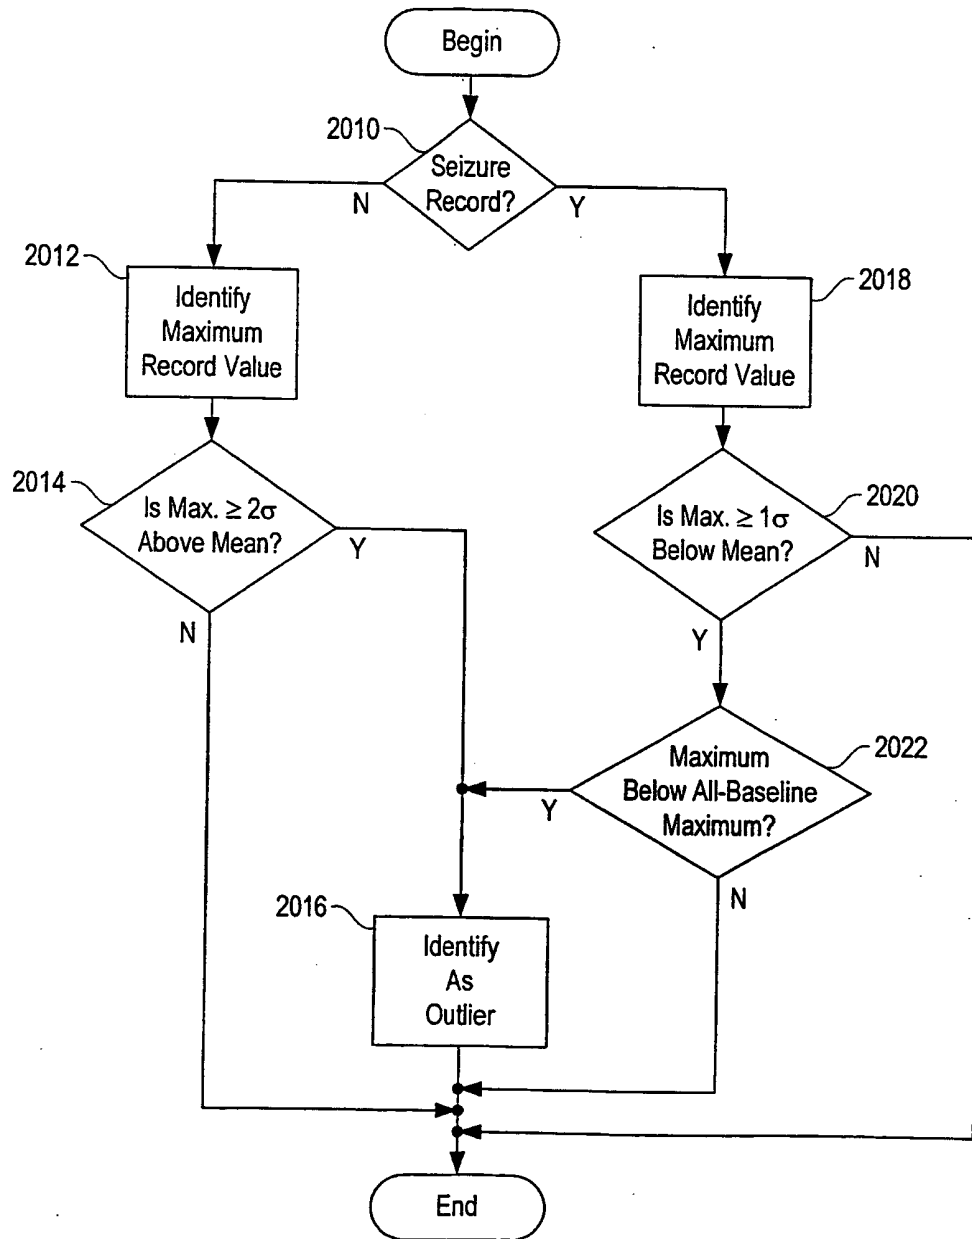 Begin
2010
Seizure
Record?
N
Y
2012
Identify
Maximum
Record Value
2018
Identify
Maximum
Record Value
2014
Is Max. ≥ 2σ
Above Mean?
Y
N
2020
Is Max. ≥ 1σ
Below Mean?
N
Y
2022
Maximum
Below All-Baseline
Maximum?
Y
N
2016
Identify
As
Outlier
End